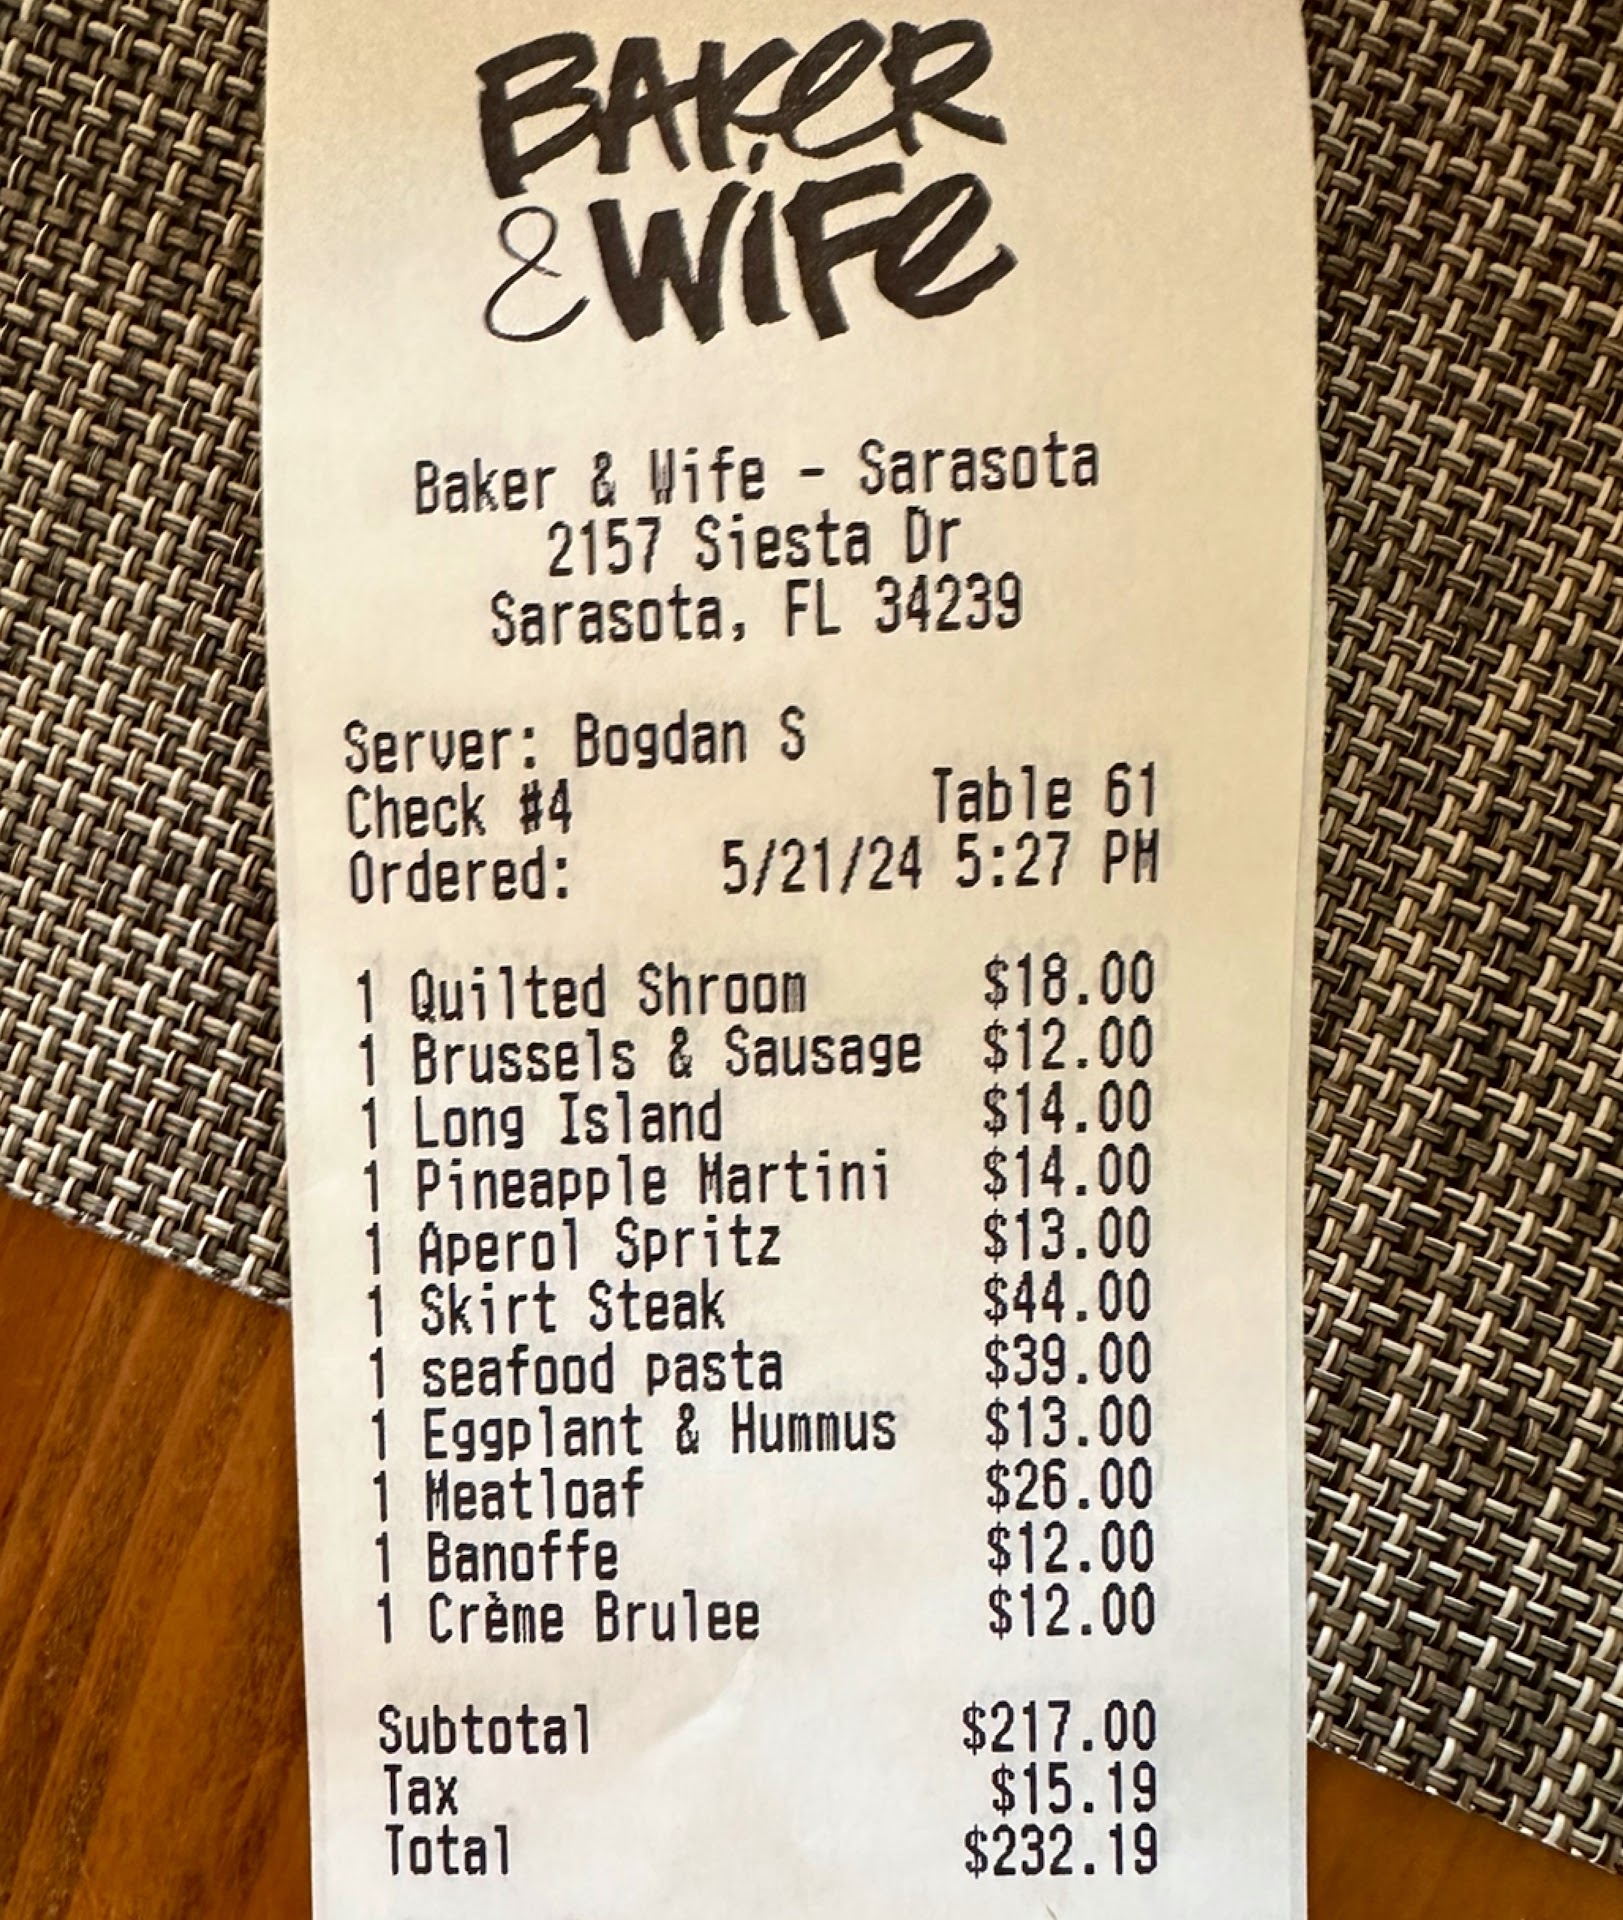 BAKER
& WIFE
Baker & Wife - Sarasota
2157 Siesta Dr
Sarasota, FL 34239
Server: Bogdan S
Check #4 Table 61
Ordered: 5/21/24 5:27 PM
1 Quilted Shroom $18.00
1 Brussels & Sausage $12.00
1 Long Island $14.00
1 Pineapple Martini $14.00
1 Aperol Spritz $13.00
1 Skirt Steak $44.00
1 seafood pasta $39.00
1 Eggplant & Hummus $13.00
1 Meatloaf $26.00
1 Banoffe $12.00
1 Crème Brulee $12.00
Subtotal $217.00
Tax $15.19
Total $232.19